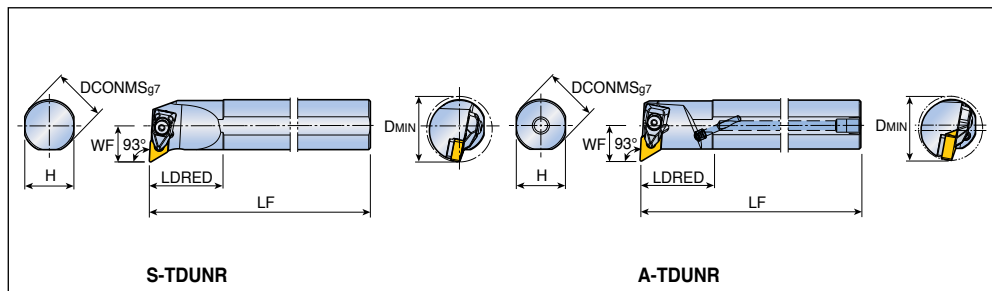 DCONMSg7
DMIN
WF
93°
H
LDRED
LF
S-TDUNR
DCONMSg7
DMIN
WF
93°
H
LDRED
LF
A-TDUNR